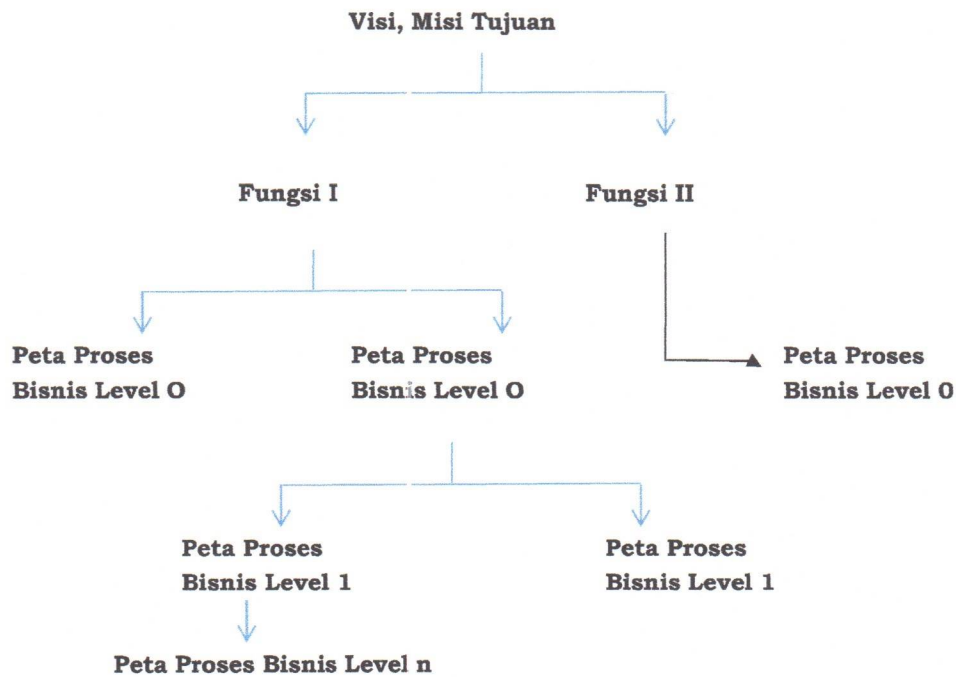 Visi, Misi Tujuan
Fungsi I
Fungsi II
Peta Proses
Bisnis Level O
Peta Proses
Bisnis Level O
Peta Proses
Bisnis Level 0
Peta Proses
Bisnis Level 1
Peta Proses
Bisnis Level 1
Peta Proses Bisnis Level n